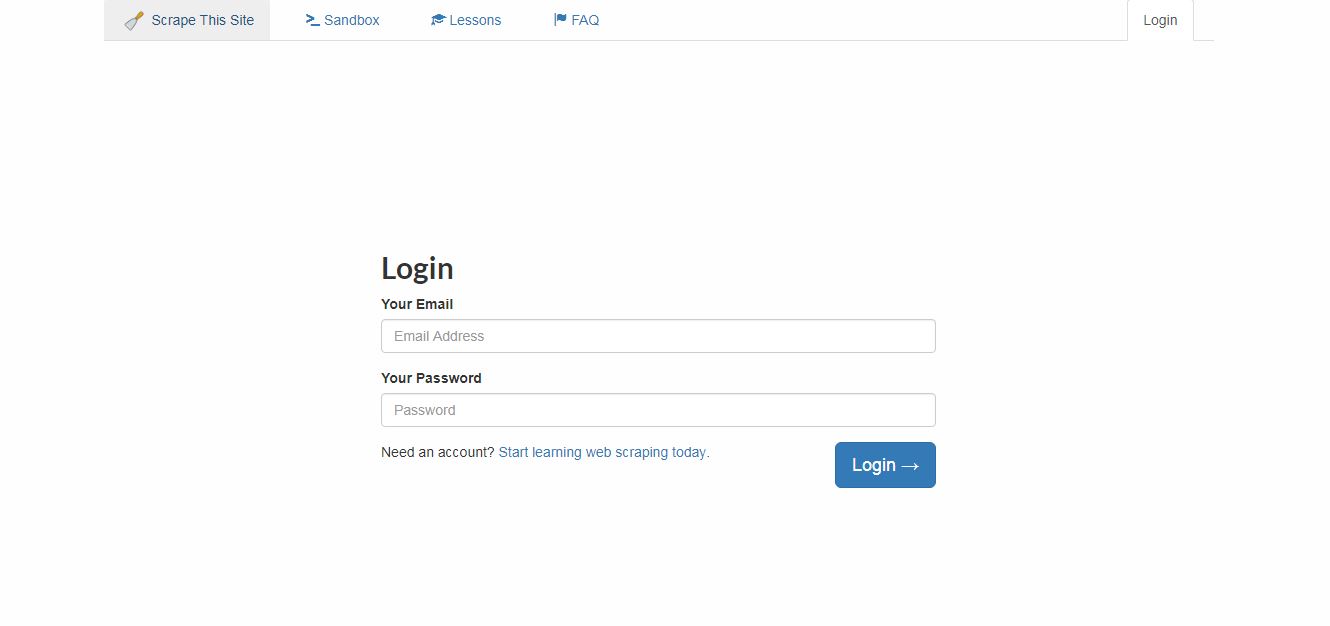 Scrape This Site Sandbox Lessons FAQ Login
Login
Your Email
Email Address
Your Password
Password
Need an account? Start learning web scraping today.
Login →